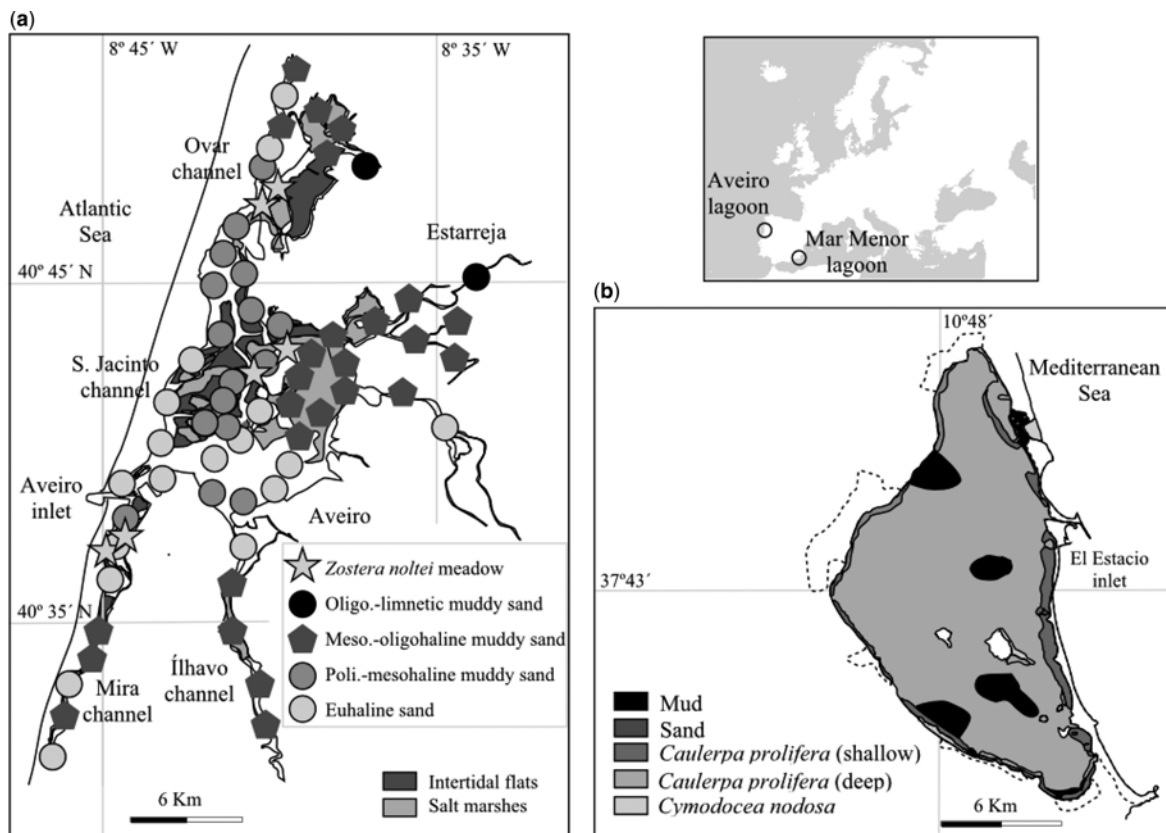 (a)
8º 45´ W
8º 35´ W
Ovar
channel
Atlantic
Sea
Estarreja
40º 45´ N
S. Jacinto
channel
Aveiro
inlet
Aveiro
40º 35´ N
Mira
channel
Ílhavo
channel
Zostera noltei meadow
Oligo.-limnetic muddy sand
Meso.-oligohaline muddy sand
Poli.-mesohaline muddy sand
Euhaline sand
Intertidal flats
Salt marshes
6 Km
Aveiro
lagoon
Mar Menor
lagoon
(b)
10º48´
Mediterranean
Sea
El Estacio
inlet
37º43´
Mud
Sand
Caulerpa prolifera (shallow)
Caulerpa prolifera (deep)
Cymodocea nodosa
6 Km